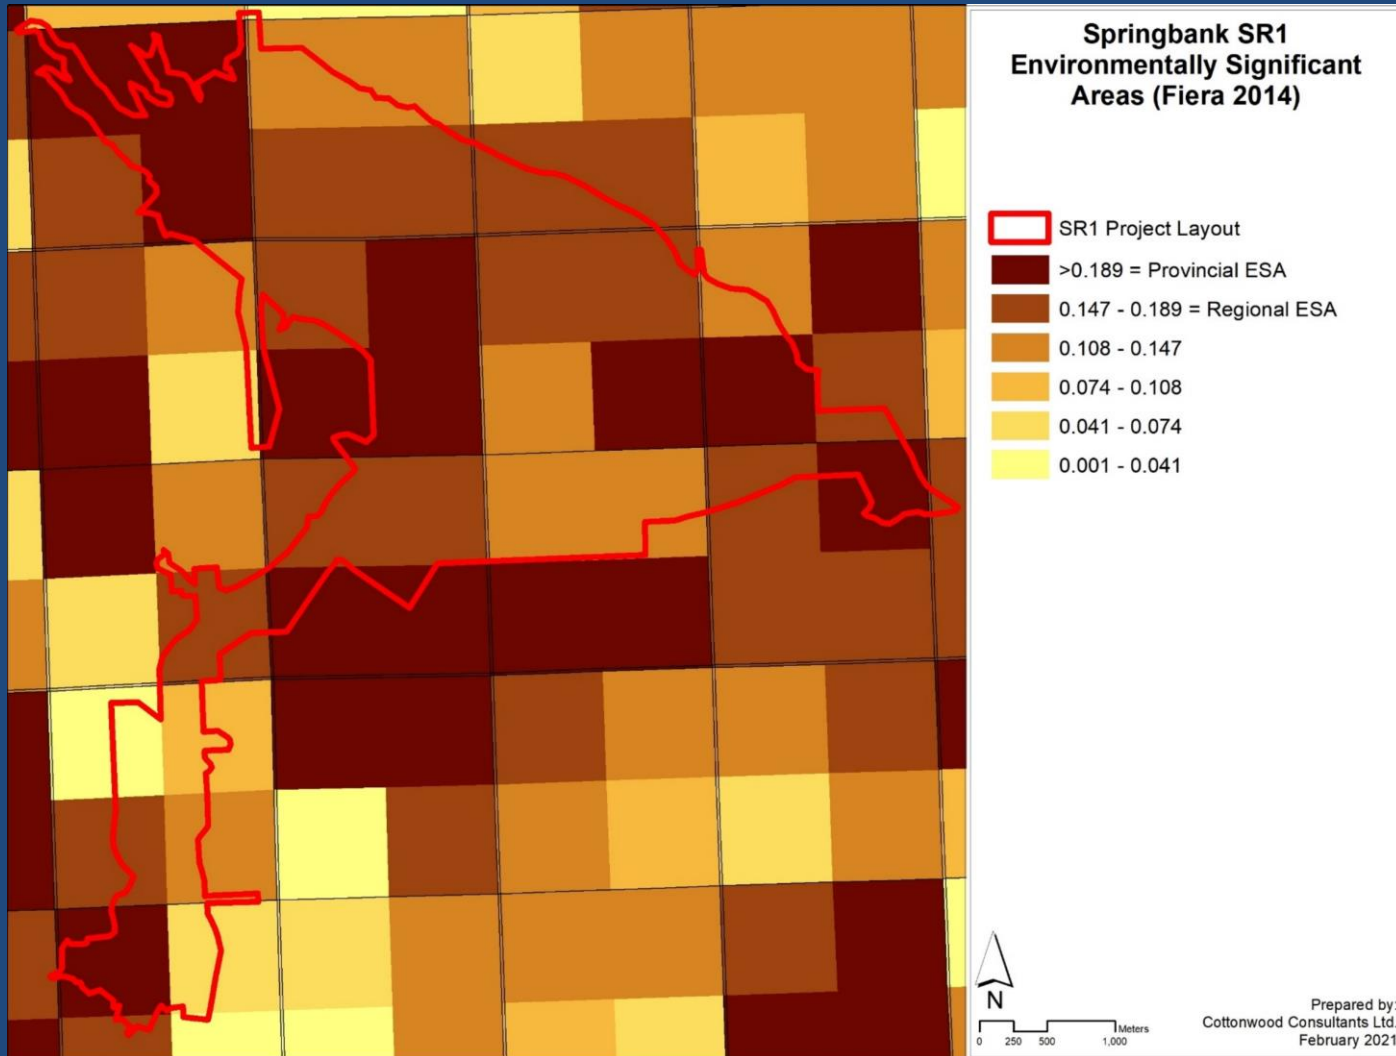 Springbank SR1
Environmentally Significant
Areas (Fiera 2014)
SR1 Project Layout
>0.189 = Provincial ESA
0.147 - 0.189 = Regional ESA
0.108 - 0.147
0.074 - 0.108
0.041 - 0.074
0.001 - 0.041
N
Meters
0 250 500 1,000
Prepared by:
Cottonwood Consultants Ltd.
February 2021